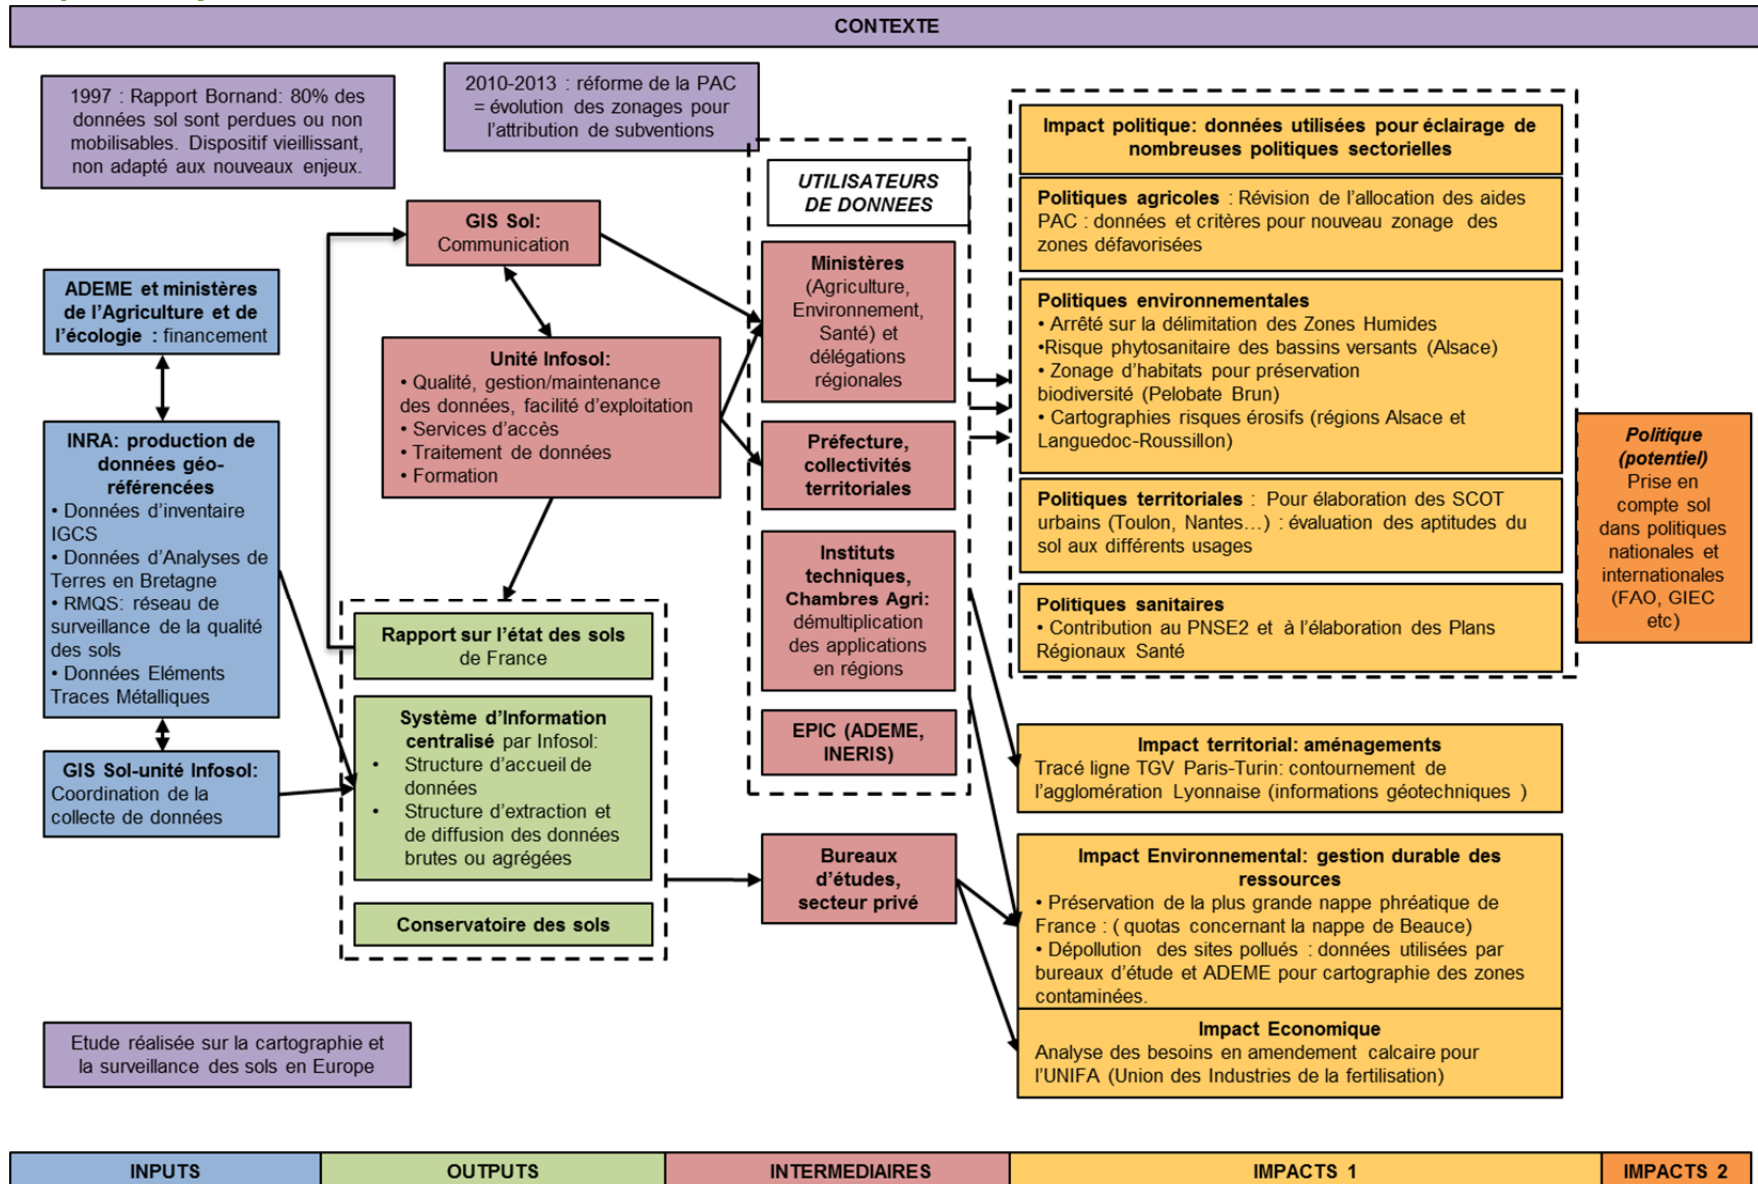 CONTEXTE
1997 : Rapport Bornand: 80% des
données sol sont perdues ou non
mobilisables. Dispositif vieillissant,
non adapté aux nouveaux enjeux.
2010-2013 : réforme de la PAC
= évolution des zonages pour
l'attribution de subventions
ADEME et ministères
de l'Agriculture et de
l'écologie : financement
INRA: production de
données géo-
référencées
• Données d'inventaire
IGCS
• Données d'Analyses de
Terres en Bretagne
• RMQS: réseau de
surveillance de la qualité
des sols
• Données Eléments
Traces Métalliques
GIS Sol-unité Infosol:
Coordination de la
collecte de données
Etude réalisée sur la cartographie et
la surveillance des sols en Europe
GIS Sol:
Communication
Unité Infosol:
• Qualité, gestion/maintenance
des données, facilité d'exploitation
• Services d'accès
• Traitement de données
• Formation
Rapport sur l'état des sols
de France
Système d'Information
centralisé par Infosol:
• Structure d'accueil de
données
• Structure d'extraction et
de diffusion des données
brutes ou agrégées
Conservatoire des sols
UTILISATEURS
DE DONNEES
Ministères
(Agriculture,
Environnement,
Santé) et
délégations
régionales
Préfecture,
collectivités
territoriales
Instituts
techniques,
Chambres Agri:
démultiplication
des applications
en régions
EPIC (ADEME,
INERIS)
Bureaux
d'études,
secteur privé
Impact politique: données utilisées pour éclairage de
nombreuses politiques sectorielles
Politiques agricoles : Révision de l'allocation des aides
PAC : données et critères pour nouveau zonage des
zones défavorisées
Politiques environnementales
• Arrêté sur la délimitation des Zones Humides
•Risque phytosanitaire des bassins versants (Alsace)
• Zonage d'habitats pour préservation
biodiversité (Pelobate Brun)
• Cartographies risques érosifs (régions Alsace et
Languedoc-Roussillon)
Politiques territoriales : Pour élaboration des SCOT
urbains (Toulon, Nantes…) : évaluation des aptitudes du
sol aux différents usages
Politiques sanitaires
• Contribution au PNSE2 et à l'élaboration des Plans
Régionaux Santé
Impact territorial: aménagements
Tracé ligne TGV Paris-Turin: contournement de
l'agglomération Lyonnaise (informations géotechniques )
Impact Environnemental: gestion durable des
ressources
• Préservation de la plus grande nappe phréatique de
France : ( quotas concernant la nappe de Beauce)
• Dépollution des sites pollués : données utilisées par
bureaux d'étude et ADEME pour cartographie des zones
contaminées.
Impact Economique
Analyse des besoins en amendement calcaire pour
l'UNIFA (Union des Industries de la fertilisation)
Politique
(potentiel)
Prise en
compte sol
dans politiques
nationales et
internationales
(FAO, GIEC
etc)
INPUTS
OUTPUTS
INTERMEDIAIRES
IMPACTS 1
IMPACTS 2